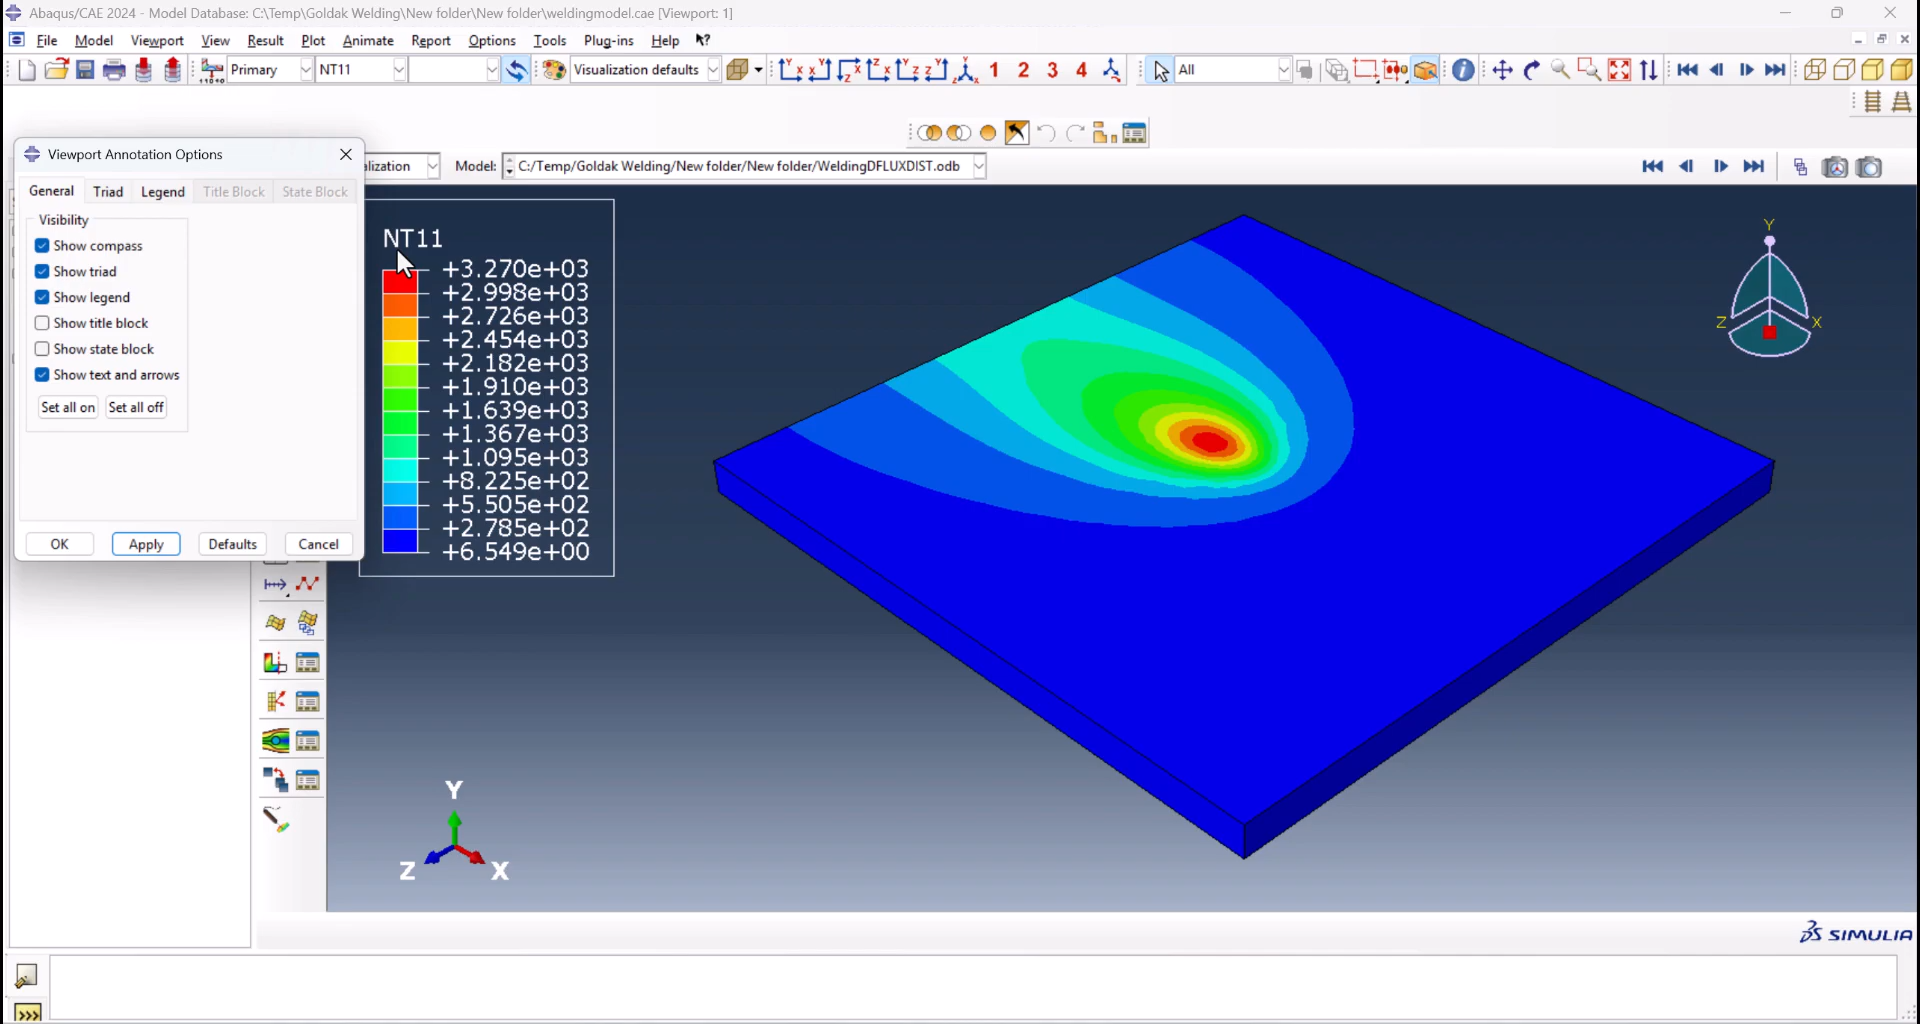 Abaqus/CAE 2024 - Model Database: C:\Temp\Goldak Welding\New folder\New folder\weldingmodel.cae [Viewport: 1]
File Model Viewport View Result Plot Animate Report Options Tools Plug-ins Help ?
Primary NT11 Visualization defaults 1 2 3 4 All
Viewport Annotation Options
alization Model: C:/Temp/Goldak Welding/New folder/New folder/WeldingDFLUXDIST.odb
General Triad Legend Title Block State Block
Visibility
Show compass
Show triad
Show legend
Show title block
Show state block
Show text and arrows
Set all on Set all off
OK Apply Defaults Cancel
NT11
+3.270e+03
+2.998e+03
+2.726e+03
+2.454e+03
+2.182e+03
+1.910e+03
+1.639e+03
+1.367e+03
+1.095e+03
+8.225e+02
+5.505e+02
+2.785e+02
+6.549e+00
Y
Z X
Y
Z X
SIMULIA
>>>